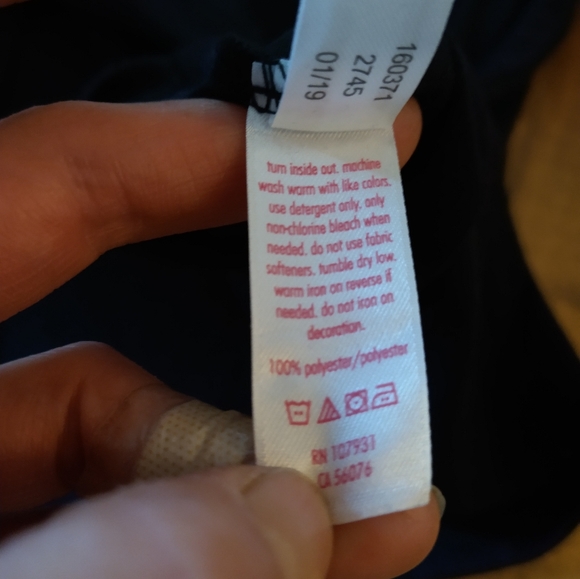 160371
2745
01/19
turn inside out. machine
wash warm with like colors.
use detergent only. only
non-chlorine bleach when
needed. do not use fabric
softeners. tumble dry low.
warm iron on reverse if
needed. do not iron on
decoration.
100% polyester/polyester
RN 107931
CA 56076